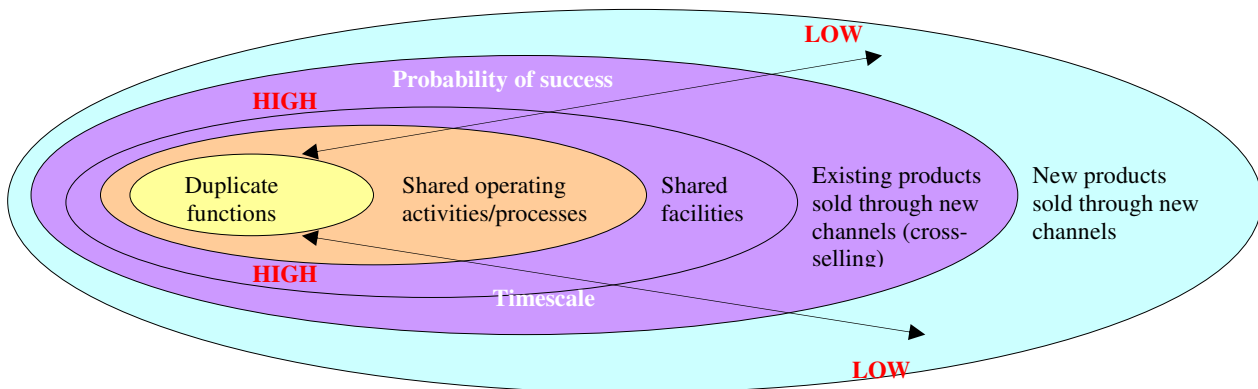 LOW
Probability of success
HIGH
Duplicate
functions
Shared operating
activities/processes
Shared
facilities
Existing products
sold through new
channels (cross-
selling)
New products
sold through new
channels
HIGH
Timescale
LOW